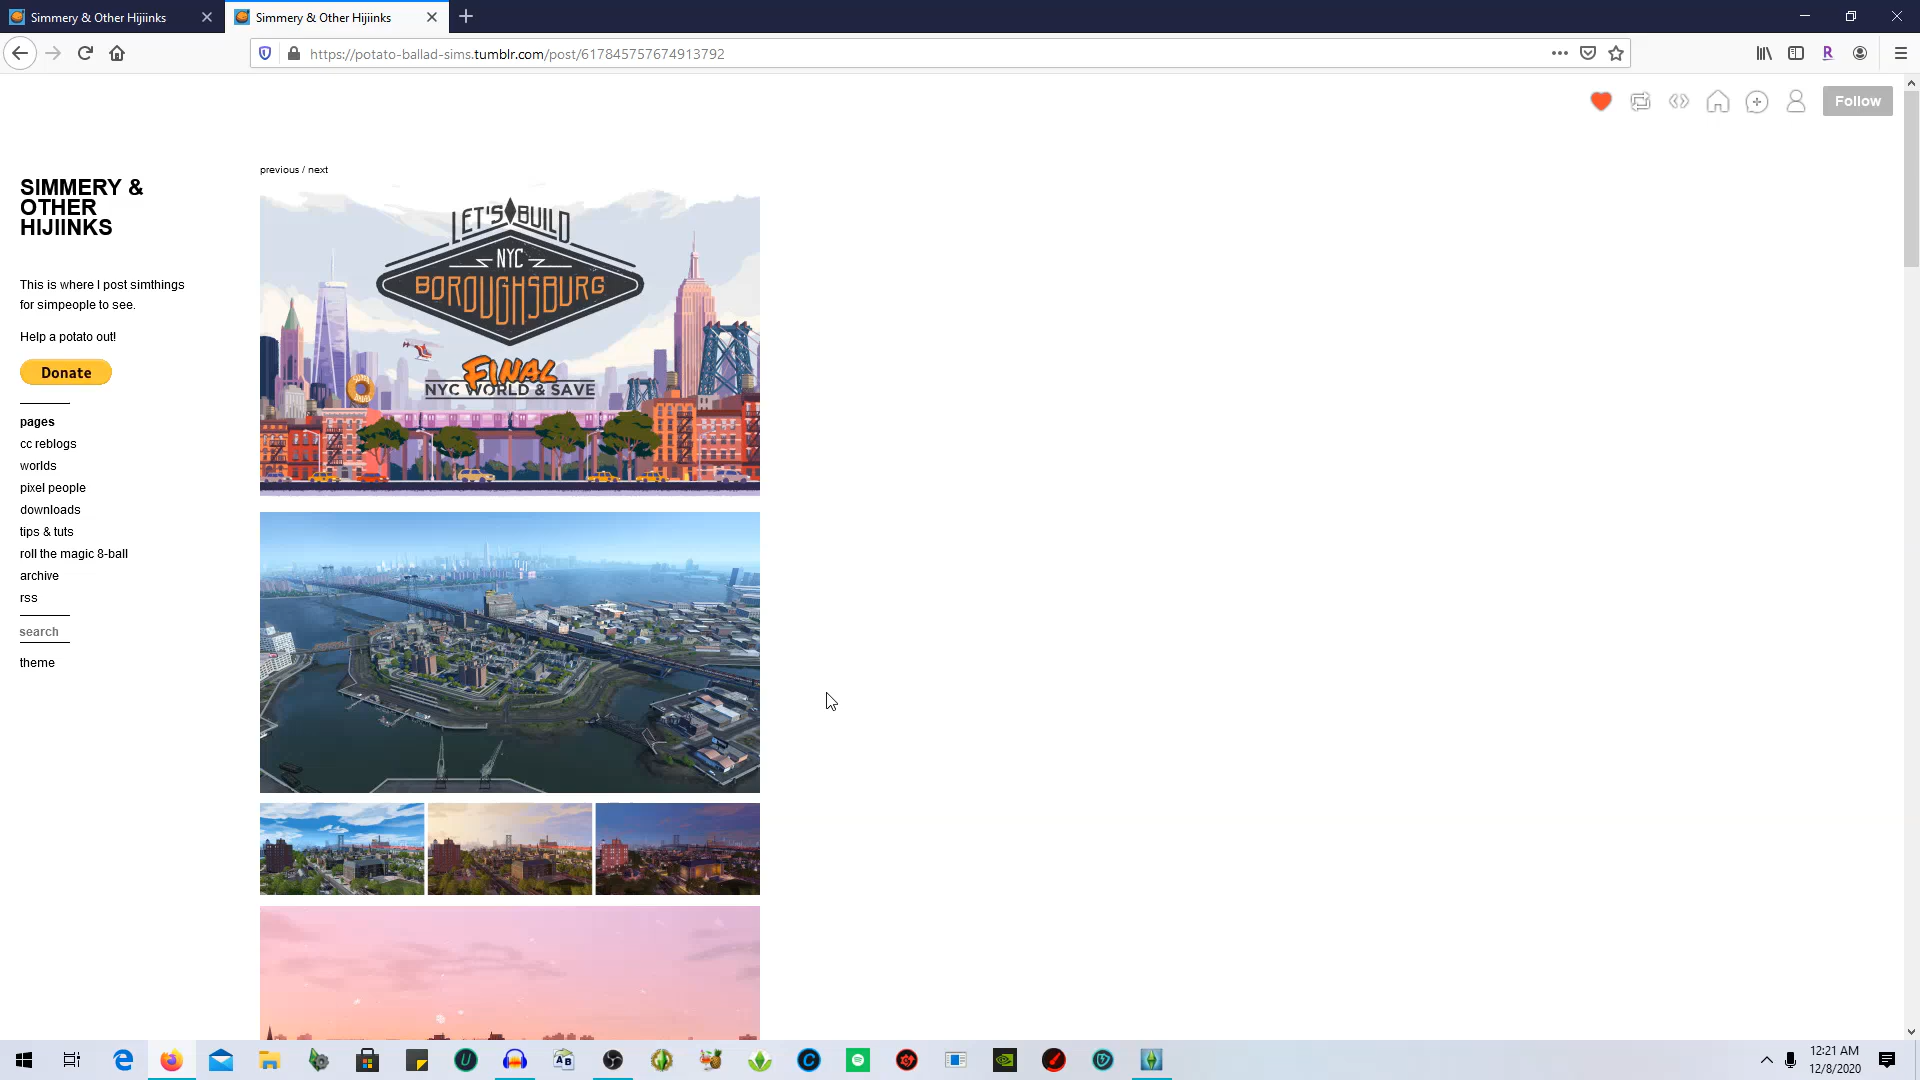 Simmery & Other Hijiinks
Simmery & Other Hijiinks
https://potato-ballad-sims.tumblr.com/post/617845757674913792
Follow
SIMMERY &
OTHER
HIJIINKS
This is where I post simthings
for simpeople to see.
Help a potato out!
Donate
pages
cc reblogs
worlds
pixel people
downloads
tips & tuts
roll the magic 8-ball
archive
rss
search
theme
previous / next
LET'S BUILD
NYC
BOROUGHSBURG
FINAL
NYC WORLD & SAVE
12:21 AM
12/8/2020